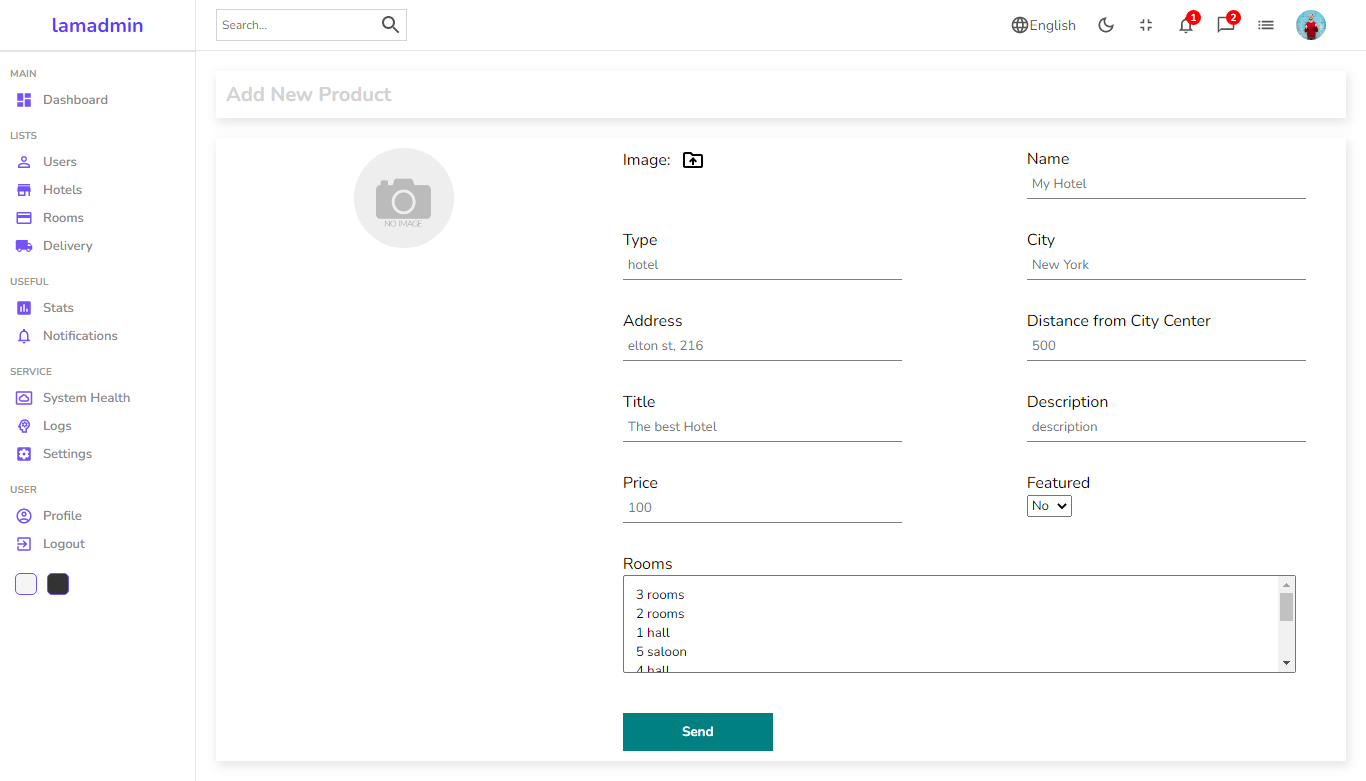 lamadmin
Search...
English
1
2
MAIN
Dashboard
LISTS
Users
Hotels
Rooms
Delivery
USEFUL
Stats
Notifications
SERVICE
System Health
Logs
Settings
USER
Profile
Logout
Add New Product
NO IMAGE
Image:
Name
My Hotel
Type
hotel
City
New York
Address
elton st, 216
Distance from City Center
500
Title
The best Hotel
Description
description
Price
100
Featured
No
Rooms
3 rooms
2 rooms
1 hall
5 saloon
4 hall
Send